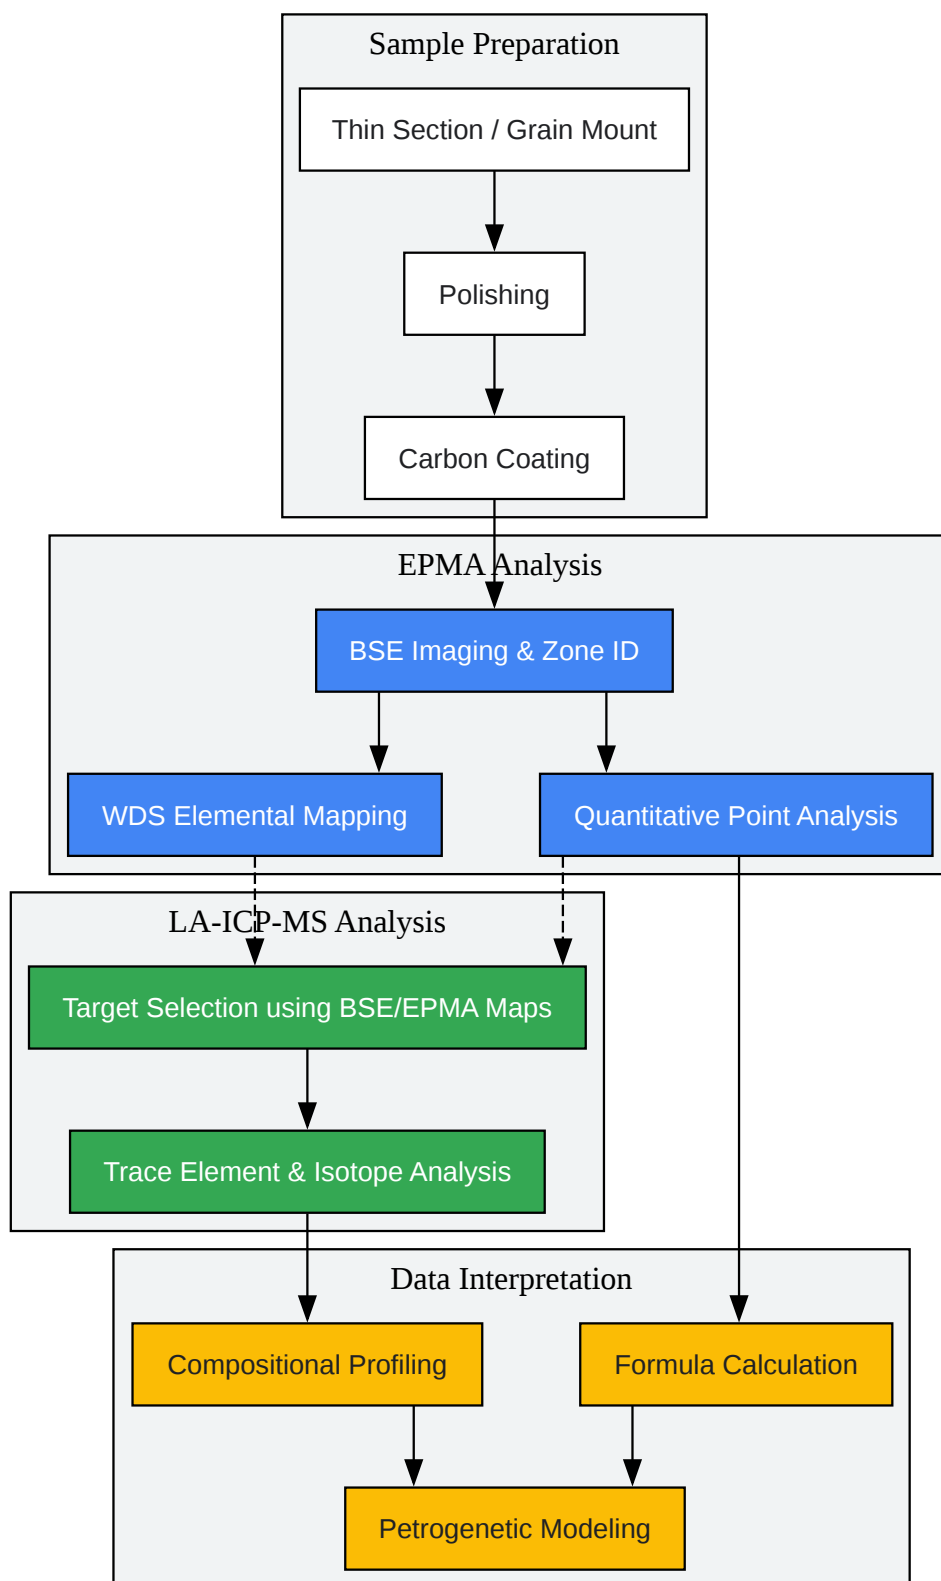 Sample Preparation
Thin Section / Grain Mount
Polishing
Carbon Coating
EPMA Analysis
BSE Imaging & Zone ID
WDS Elemental Mapping
Quantitative Point Analysis
LA-ICP-MS Analysis
Target Selection using BSE/EPMA Maps
Trace Element & Isotope Analysis
Data Interpretation
Compositional Profiling
Formula Calculation
Petrogenetic Modeling